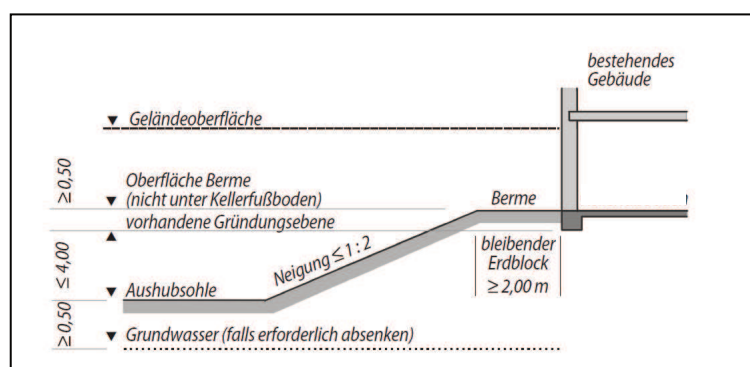 bestehendes
Gebäude
Geländeoberfläche
≥ 0,50
Oberfläche Berme
(nicht unter Kellerfußboden)
Berme
vorhandene Gründungsebene
≤ 4,00
Neigung ≤ 1 : 2
bleibender
Erdblock
≥ 2,00 m
Aushubsohle
≥ 0,50
Grundwasser (falls erforderlich absenken)